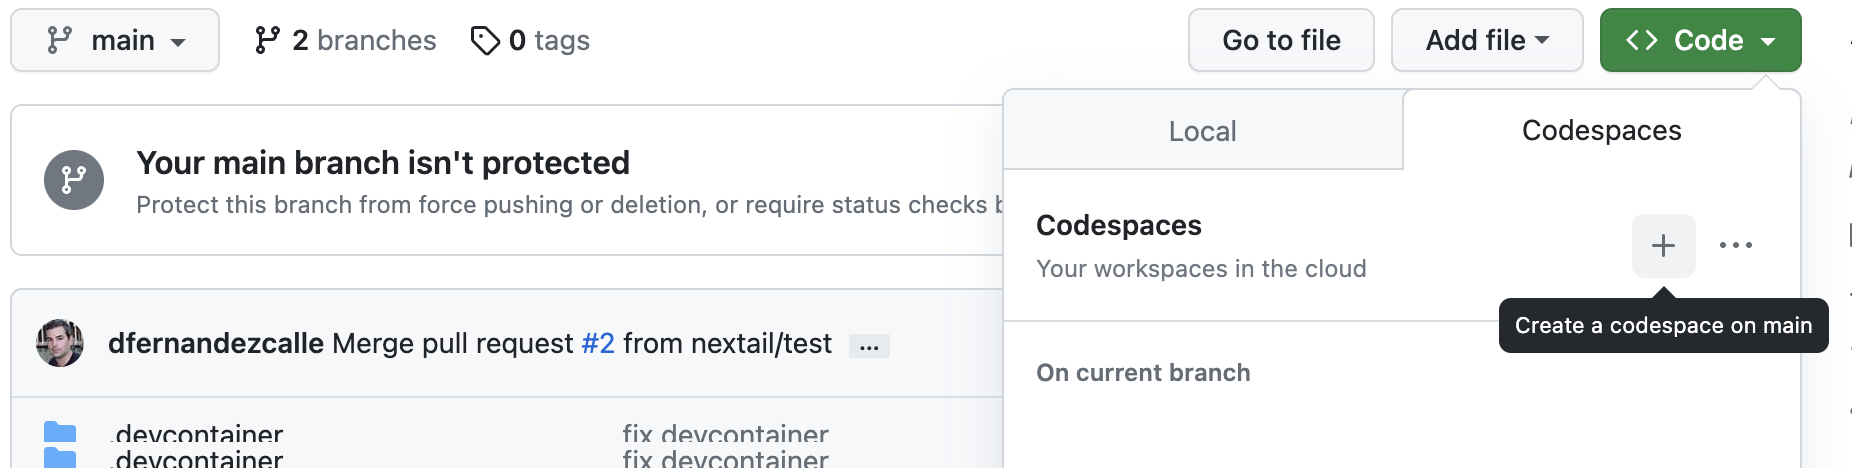 main
2 branches
0 tags
Go to file
Add file
Code
Your main branch isn't protected
Protect this branch from force pushing or deletion, or require status checks
Local
Codespaces
Codespaces
Your workspaces in the cloud
Create a codespace on main
On current branch
dfernandezcalle Merge pull request #2 from nextail/test ...
.devcontainer fix devcontainer
.devcontainer fix devcontainer